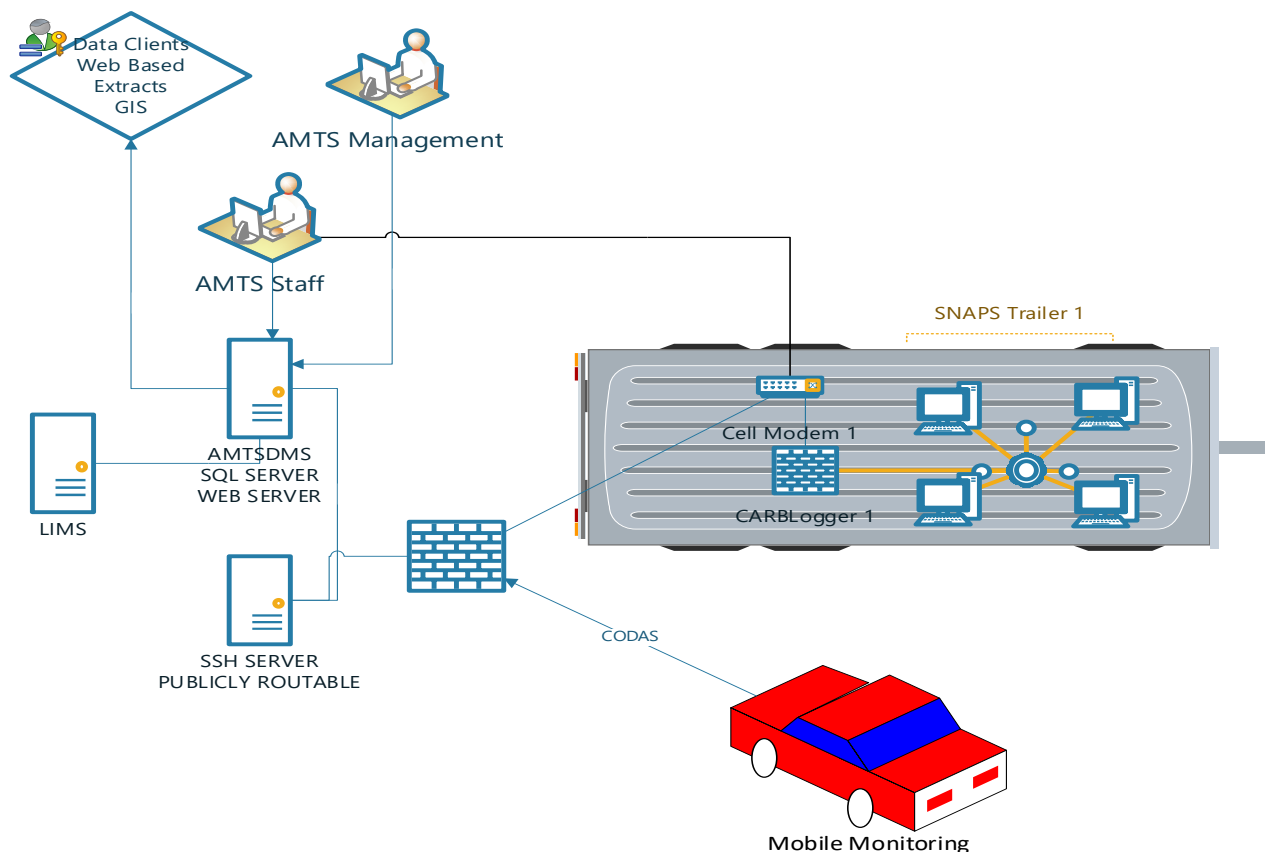 Data Clients
Web Based
Extracts
GIS
AMTS Management
AMTS Staff
SNAPS Trailer 1
Cell Modem 1
CARBLogger 1
AMTSDMS
SQL SERVER
WEB SERVER
LIMS
CODAS
SSH SERVER
PUBLICLY ROUTABLE
Mobile Monitoring